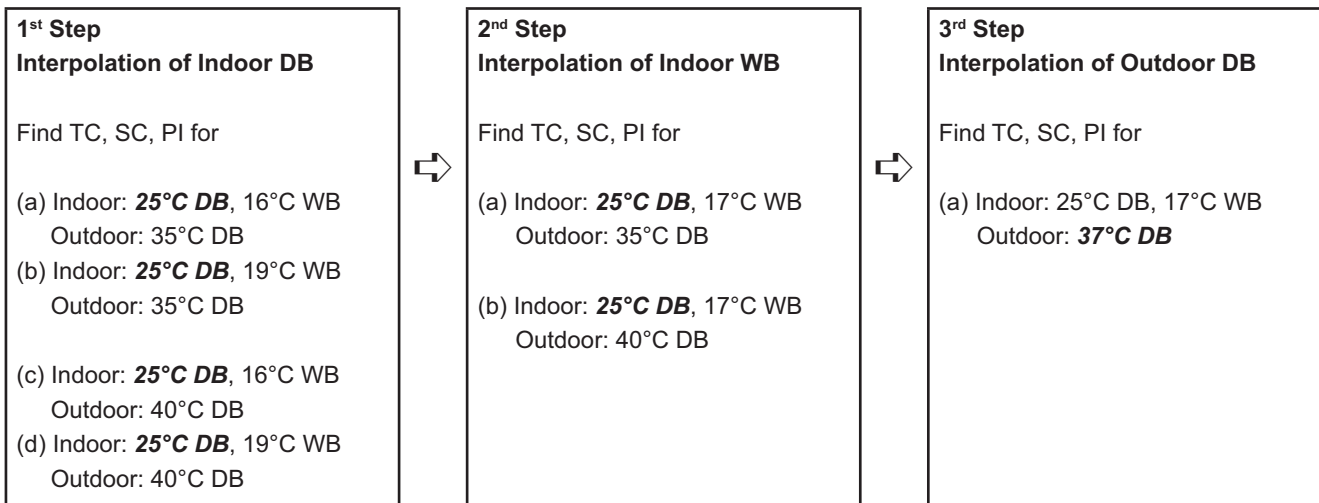 1st Step
Interpolation of Indoor DB
Find TC, SC, PI for
(a) Indoor: 25°C DB, 16°C WB
Outdoor: 35°C DB
(b) Indoor: 25°C DB, 19°C WB
Outdoor: 35°C DB
(c) Indoor: 25°C DB, 16°C WB
Outdoor: 40°C DB
(d) Indoor: 25°C DB, 19°C WB
Outdoor: 40°C DB
2nd Step
Interpolation of Indoor WB
Find TC, SC, PI for
(a) Indoor: 25°C DB, 17°C WB
Outdoor: 35°C DB
(b) Indoor: 25°C DB, 17°C WB
Outdoor: 40°C DB
3rd Step
Interpolation of Outdoor DB
Find TC, SC, PI for
(a) Indoor: 25°C DB, 17°C WB
Outdoor: 37°C DB